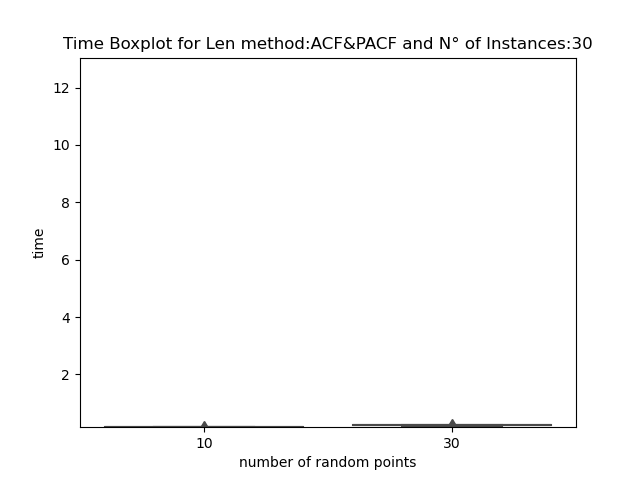 Time Boxplot for Len method:ACF&PACF and N° of Instances:30
12
10
8
6
4
2
time
10 30
number of random points